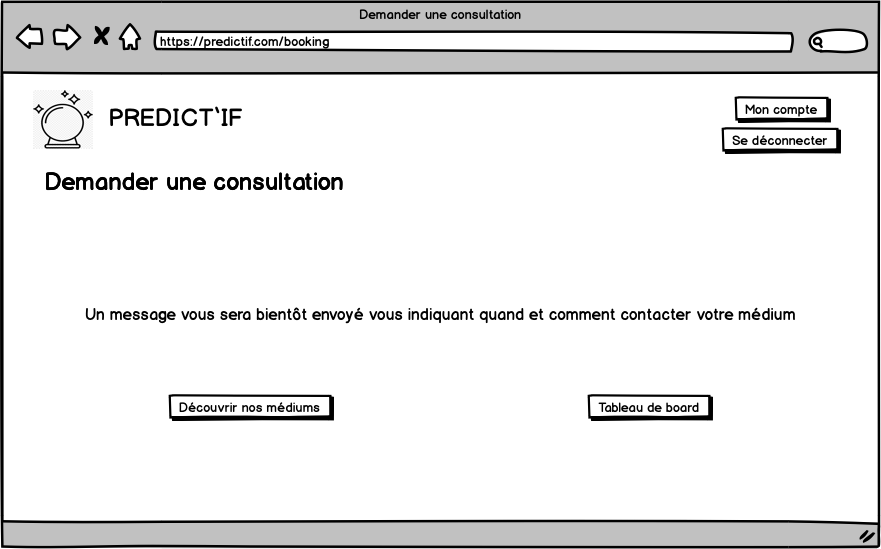 Demander une consultation
https://predictif.com/booking
PREDICT'IF
Mon compte
Se déconnecter
Demander une consultation
Un message vous sera bientôt envoyé vous indiquant quand et comment contacter votre médium
Découvrir nos médiums
Tableau de board